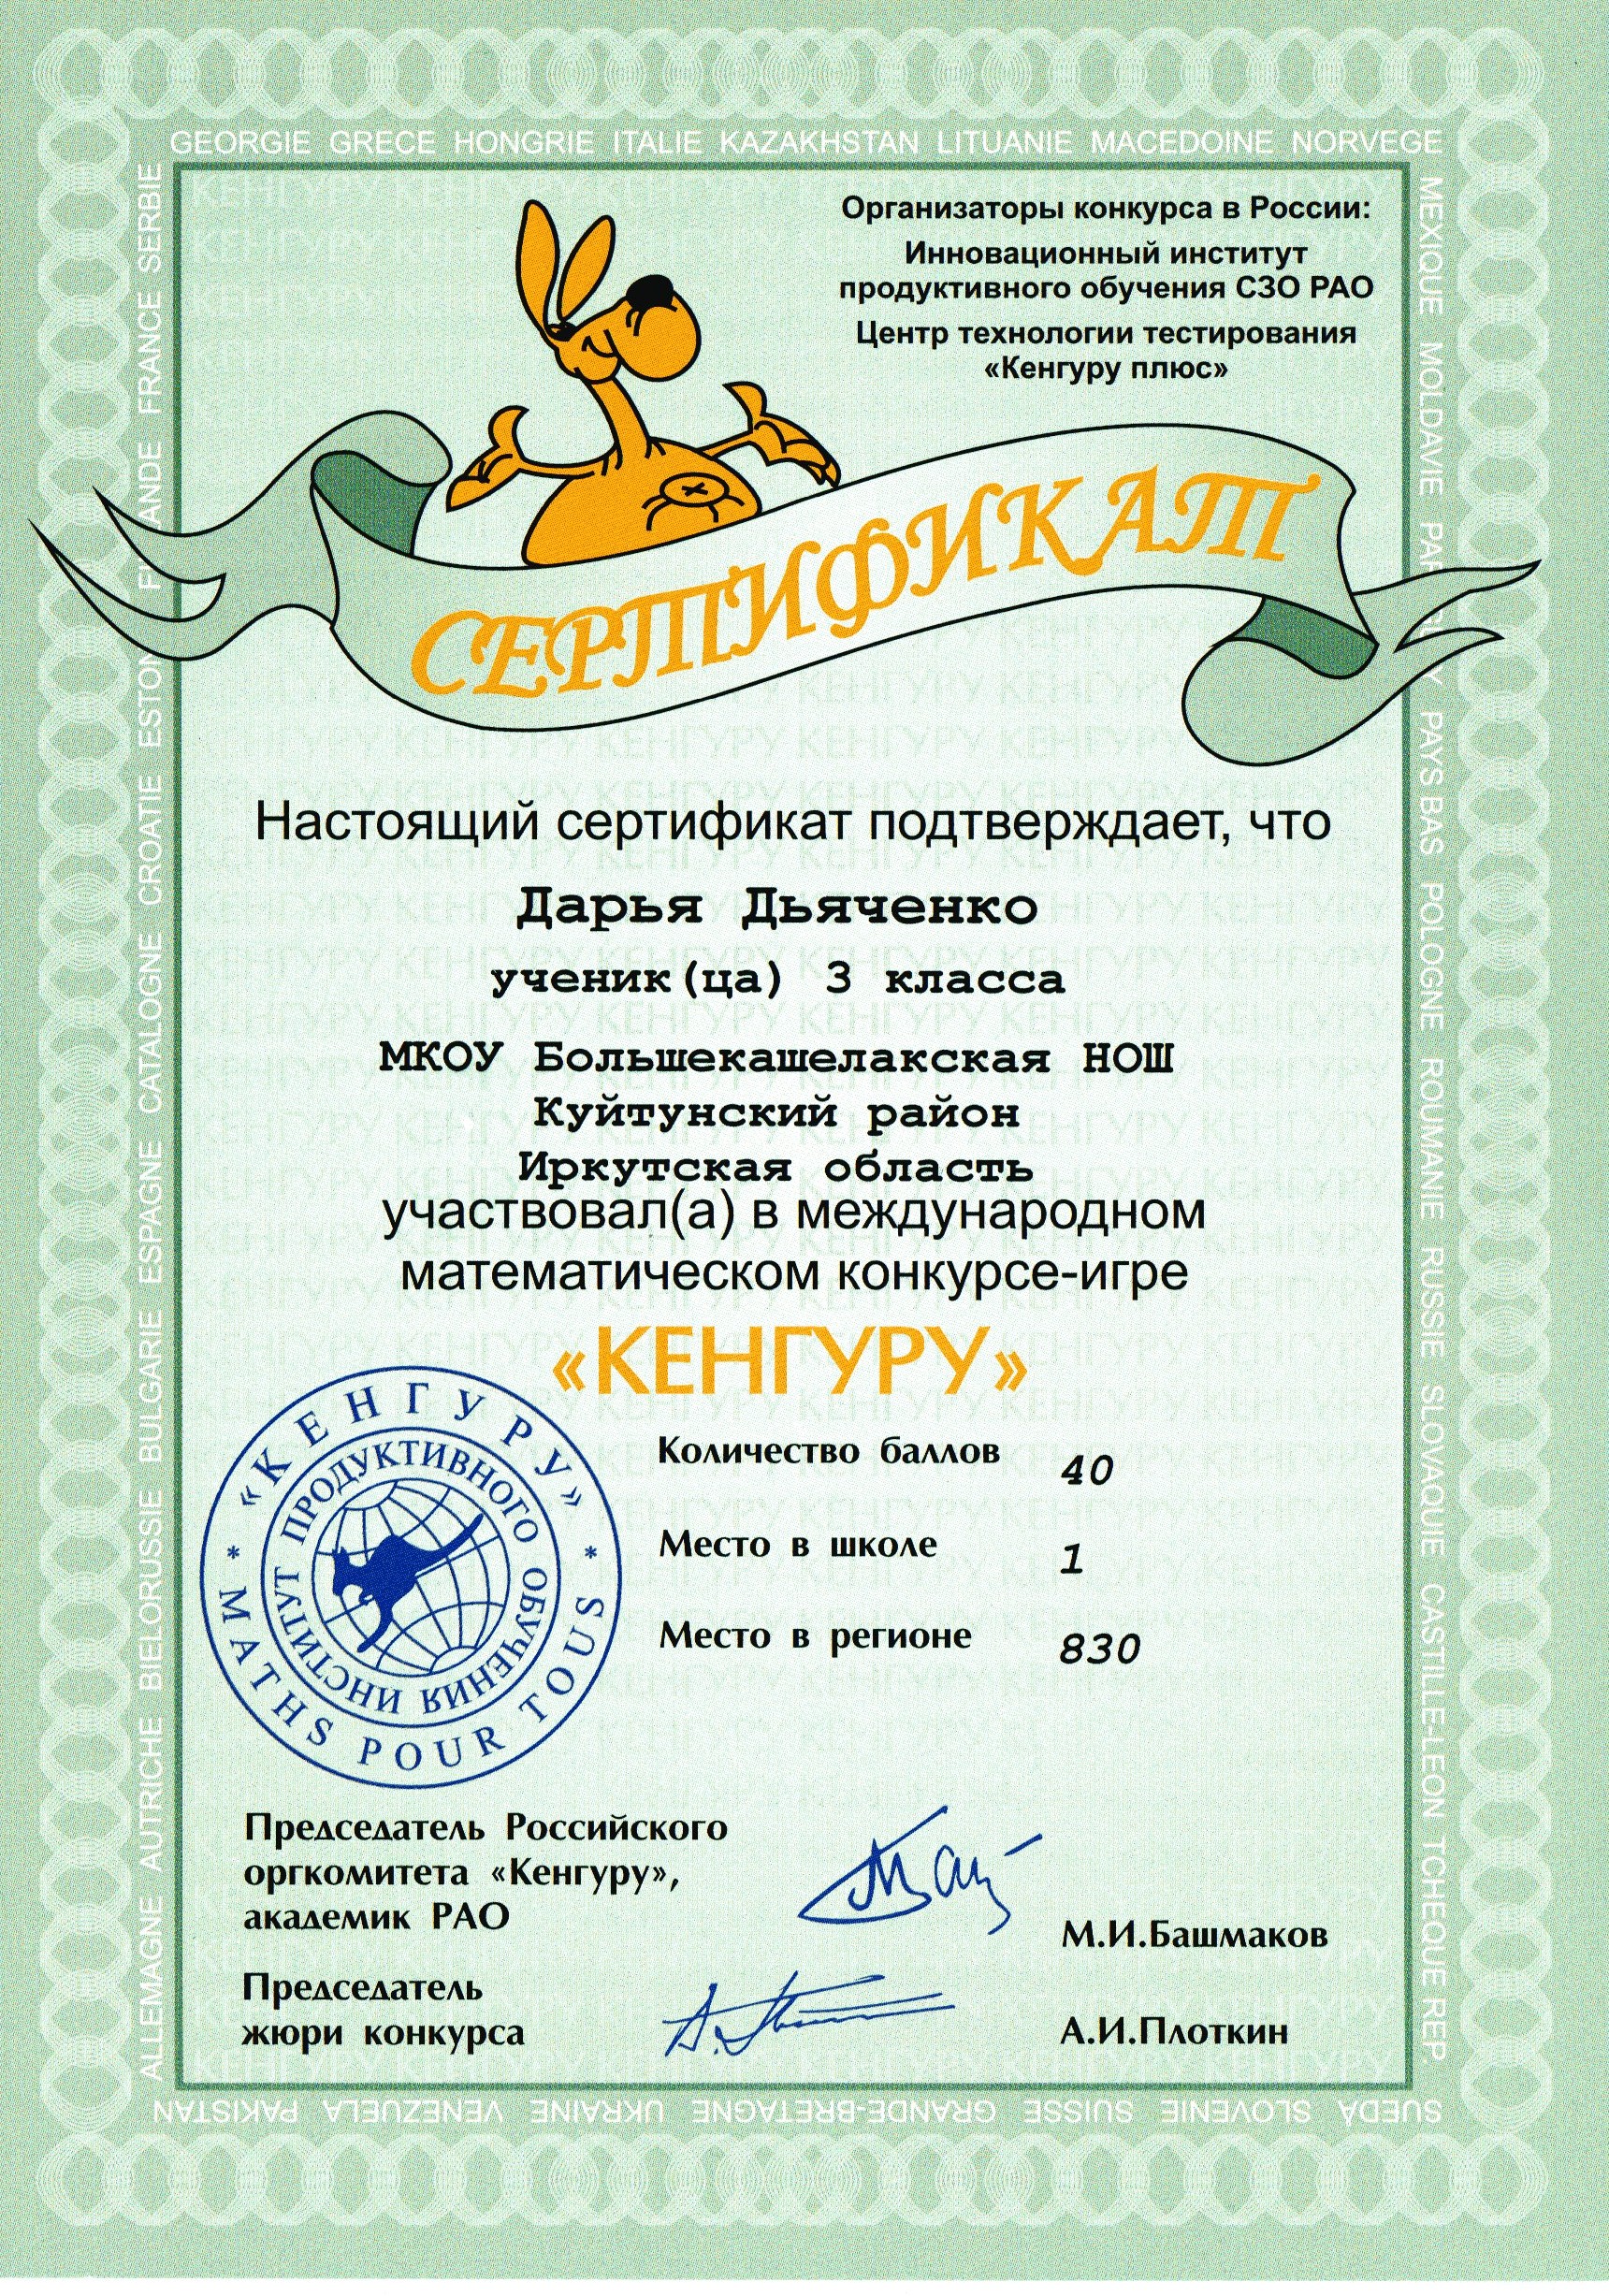 GEORGIE GRECE HONGRIE ITALIE KAZAKHSTAN LITUANIE MACEDOINE NORVEGE
Организаторы конкурса в России:
Инновационный институт
продуктивного обучения СЗО РАО
Центр технологии тестирования
«Кенгуру плюс»
СЕРТИФИКАТ
Настоящий сертификат подтверждает, что
Дарья Дьяченко
ученик(ца) 3 класса
МКОУ Большекашелакская НОШ
Куйтунский район
Иркутская область
участвовал(а) в международном
математическом конкурсе-игре
«КЕНГУРУ»
Количество баллов 40
Место в школе 1
Место в регионе 830
«КЕНГУРУ» * MATHS POUR TOUS *
ИНСТИТУТ ПРОДУКТИВНОГО ОБУЧЕНИЯ
Председатель Российского
оргкомитета «Кенгуру»,
академик РАО
М.И.Башмаков
Председатель
жюри конкурса
А.И.Плоткин
ALLEMAGNE AUTRICHE BIELORUSSIE BULGARIE ESPAGNE CATALOGNE CROATIE FRANCE SERBIE
MEXIQUE MOLDAVIE PAYS BAS POLOGNE ROUMANIE RUSSIE SLOVAQUIE CASTILLE-LEON TCHEQUE REP.
SUEDA SLOVENIE SUISSE GRANDE-BRETAGNE UKRAINE VENEZUELA PAKISTAN